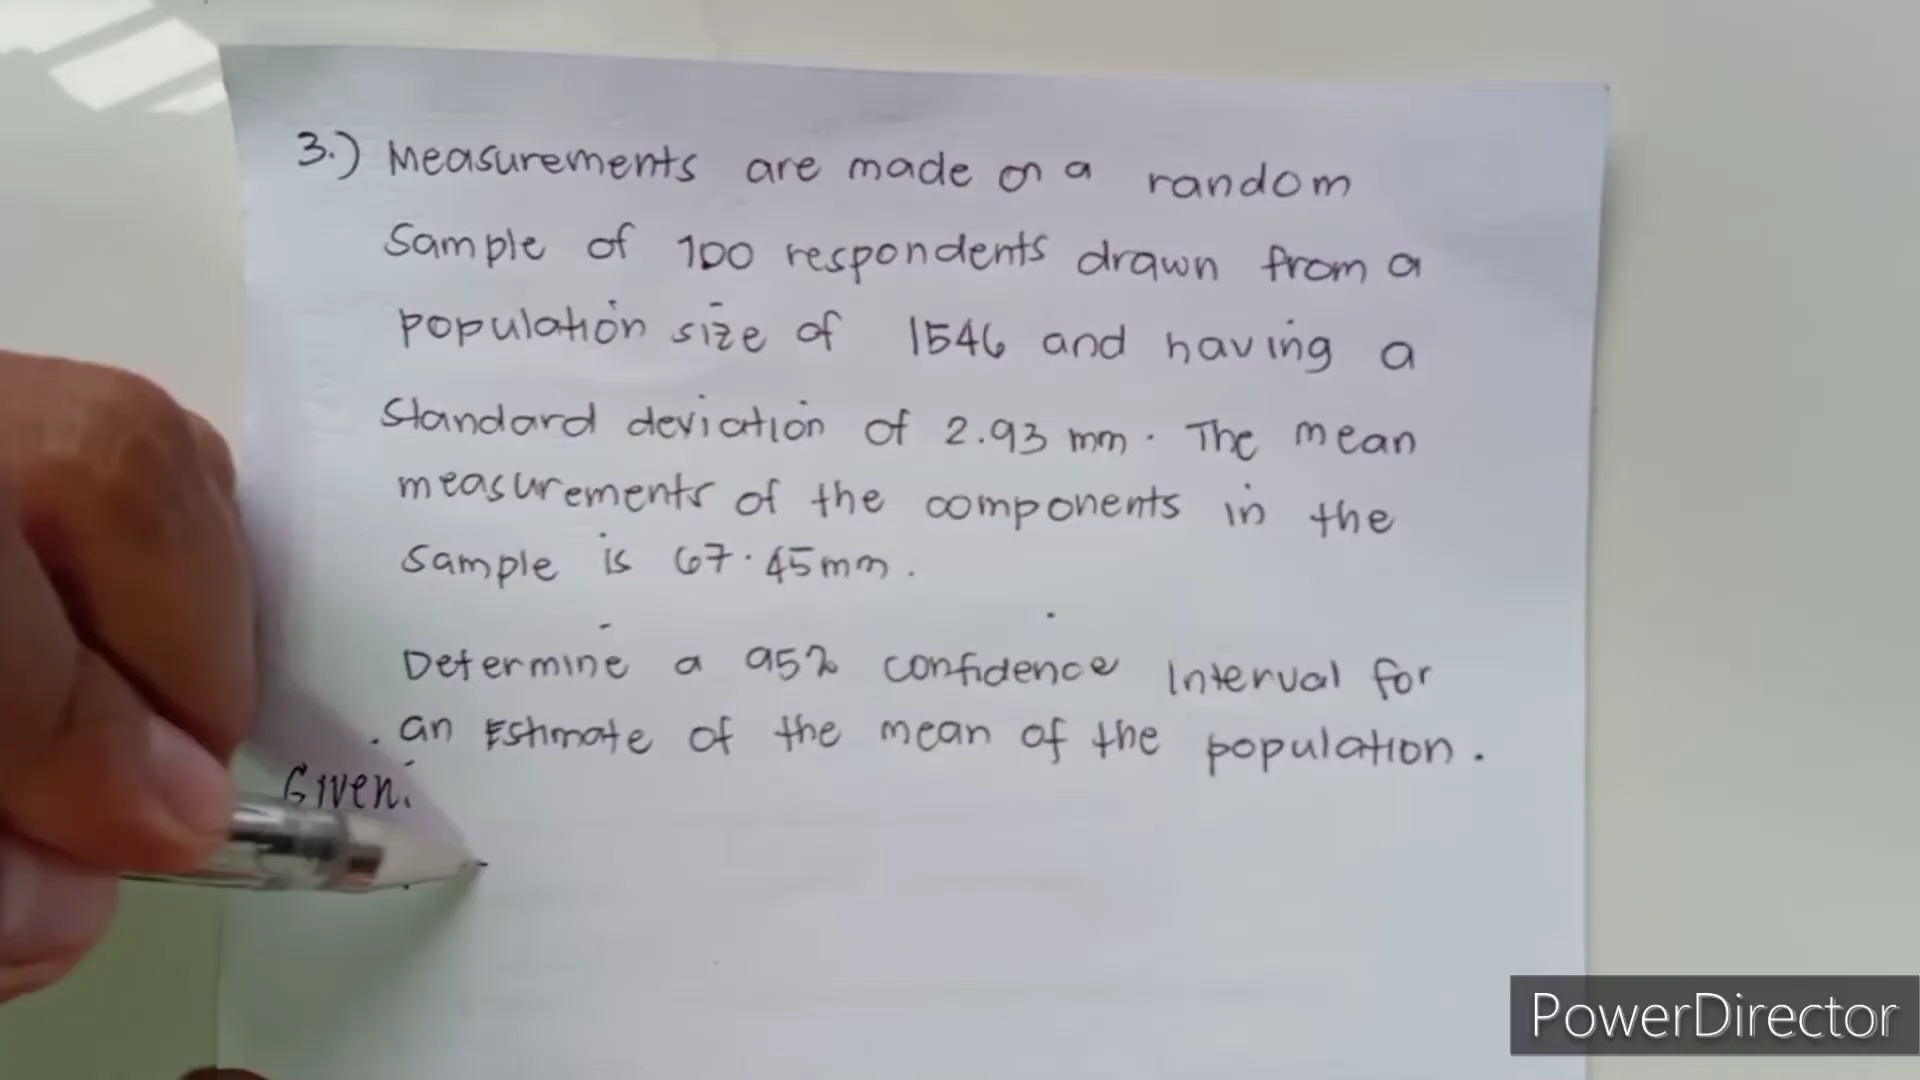 3.) Measurements are made on a random
Sample of 100 respondents drawn from a
population size of 1546 and having a
Standard deviation of 2.93 mm. The mean
measurements of the components in the
sample is 67.45mm.
Determine a 95% confidence Interval for
an Estimate of the mean of the population.
Given:
PowerDirector